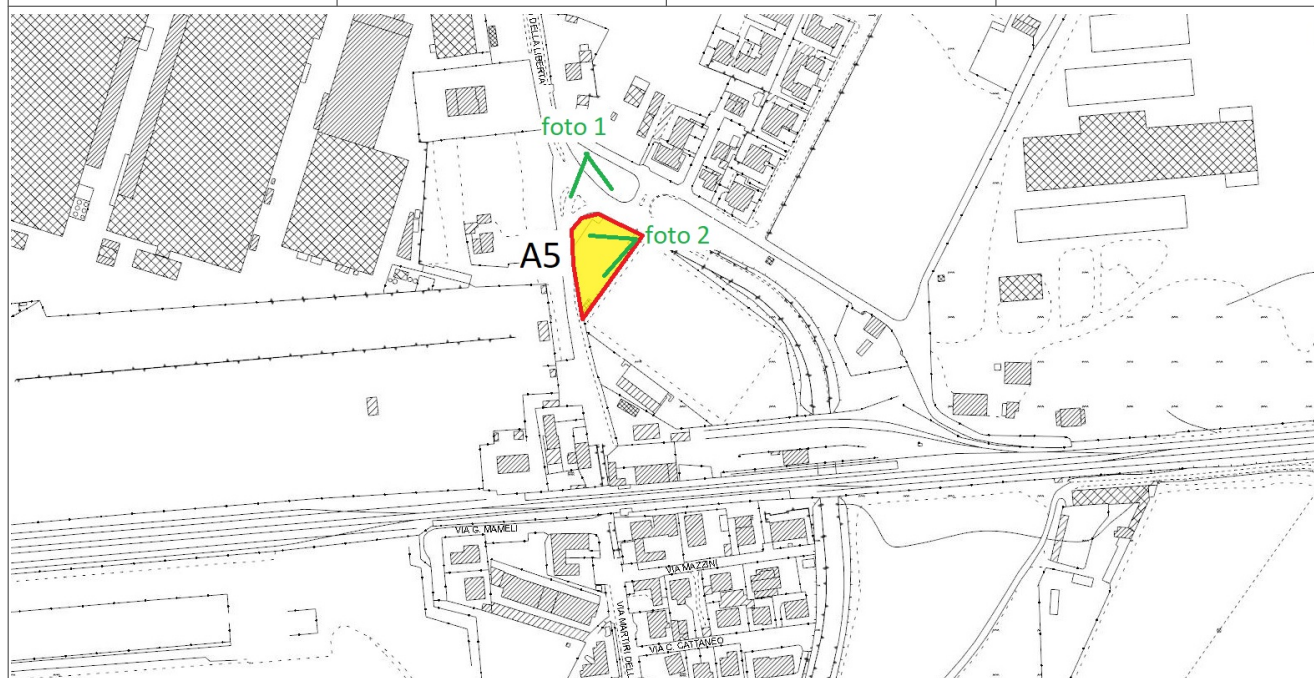 DELLA LIBERTA'
foto 1
foto 2
A5
VIA G. MAMELI
VIA MAZZINI
VIA MARTIRI DELL
VIA C. CATTANEO